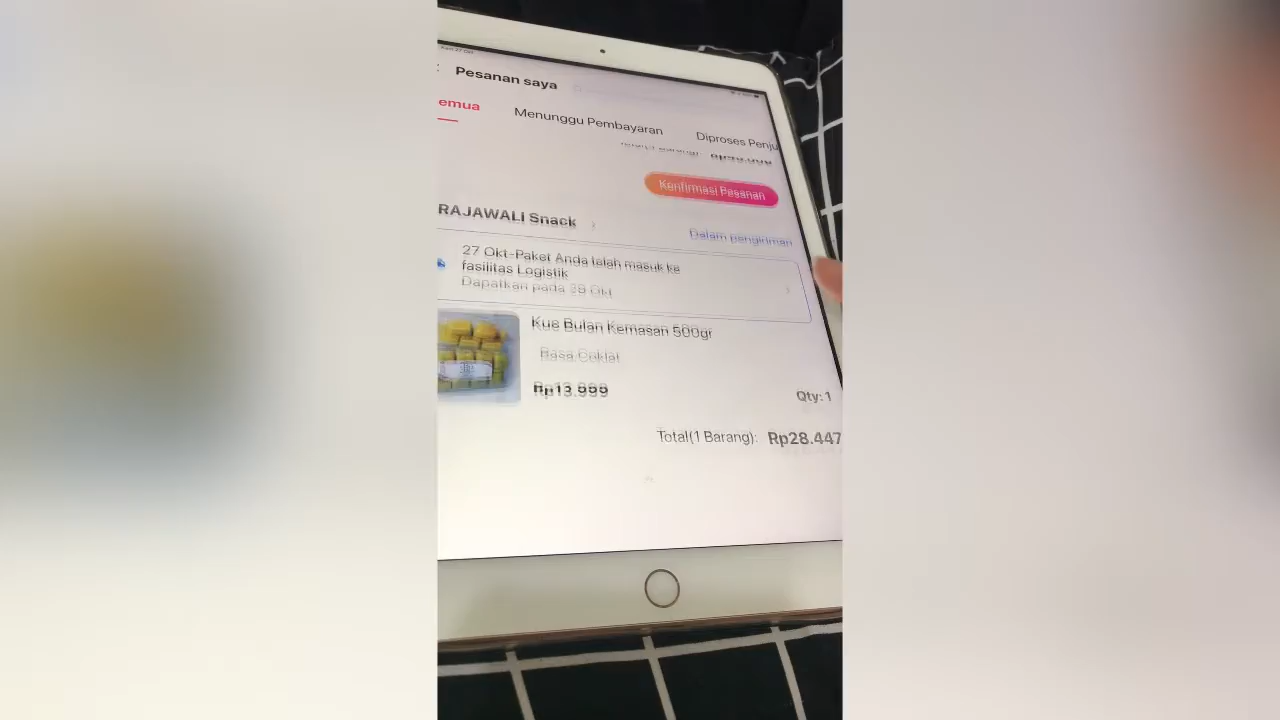 Pesanan saya
emua
Menunggu Pembayaran
Diproses Penju
Konfirmasi Pesanan
RAJAWALI Snack
Dalam pengiriman
27 Okt-Paket Anda telah masuk ke
fasilitas Logistik
Dapatkan pada 28 Okt
Kue Bulan Kemasan 500gr
Rasa Coklat
Rp13.999
Qty: 1
Total(1 Barang): Rp28.447